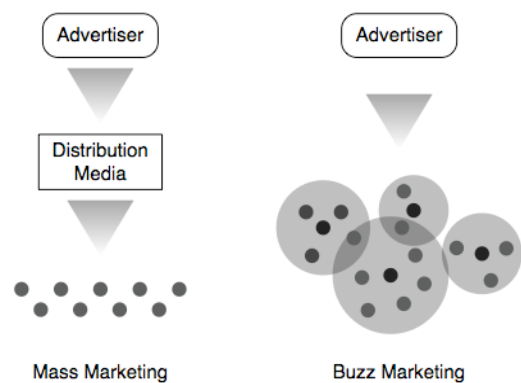 Advertiser
Advertiser
Distribution
Media
Mass Marketing
Buzz Marketing